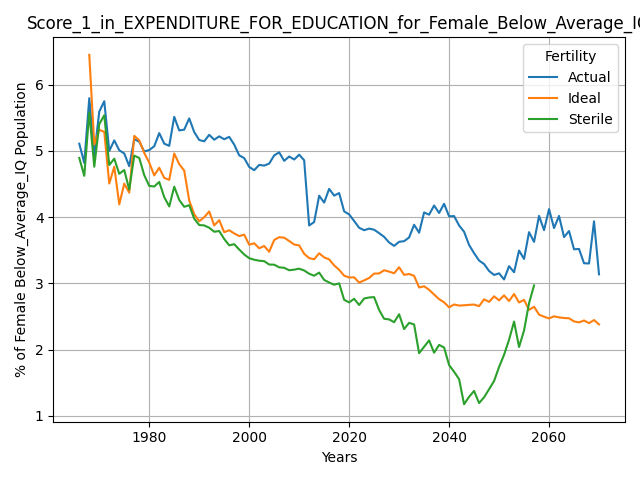 Score_1_in_EXPENDITURE_FOR_EDUCATION_for_Female_Below_Average_IQ
Fertility
Actual
Ideal
Sterile
% of Female Below_Average_IQ Population
6
5
4
3
2
1
1980 2000 2020 2040 2060
Years